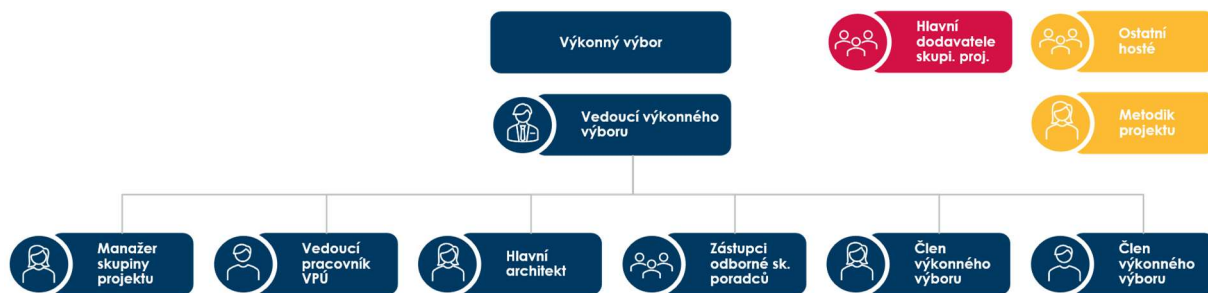 Výkonný výbor
Hlavní
dodavatele
skupi. proj.
Ostatní
hosté
Vedoucí výkonného
výboru
Metodik
projektu
Manažer
skupiny
projektu
Vedoucí
pracovník
VPÚ
Hlavní
architekt
Zástupci
odborné sk.
poradců
Člen
výkonného
výboru
Člen
výkonného
výboru